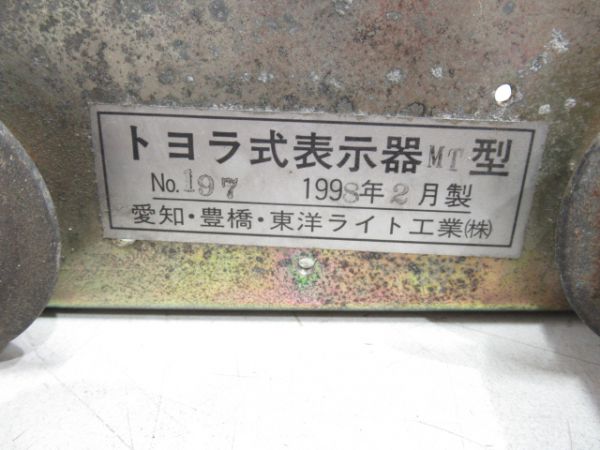 トヨラ式表示器MT型
No.197 1998年2月製
愛知・豊橋・東洋ライト工業㈱